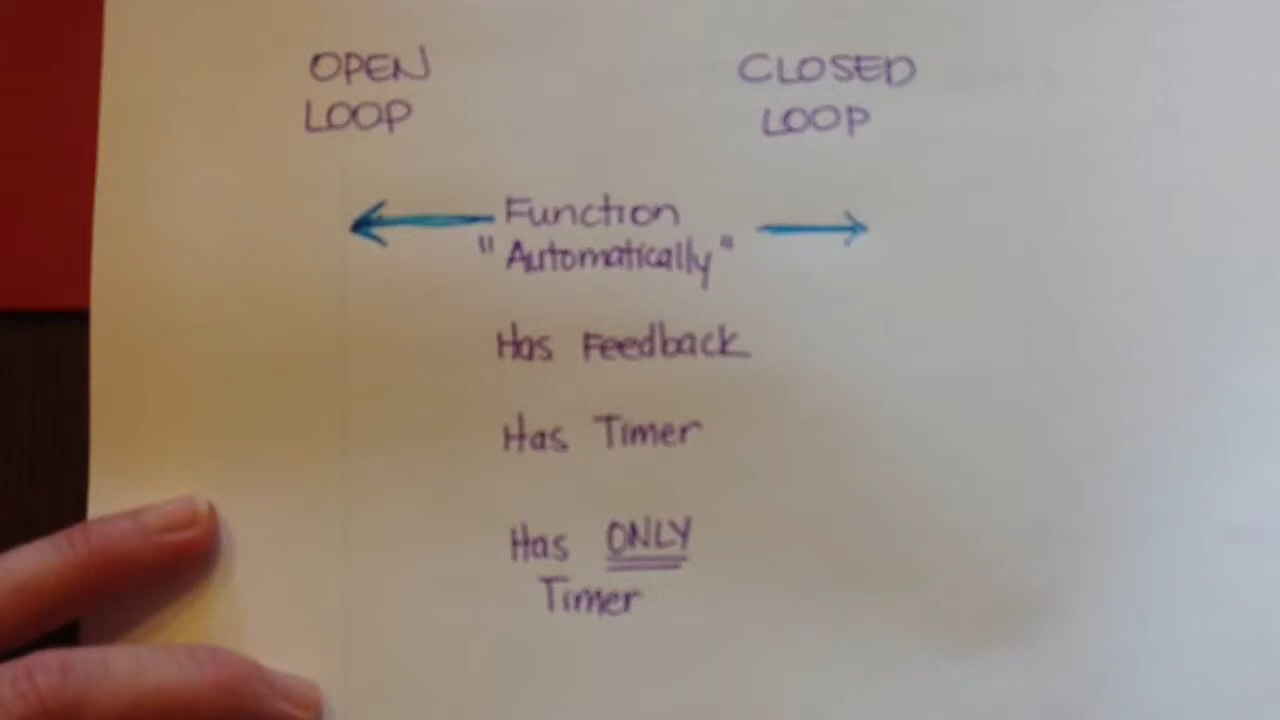 OPEN
LOOP
CLOSED
LOOP
Function
"Automatically"
Has Feedback
Has Timer
Has ONLY
Timer